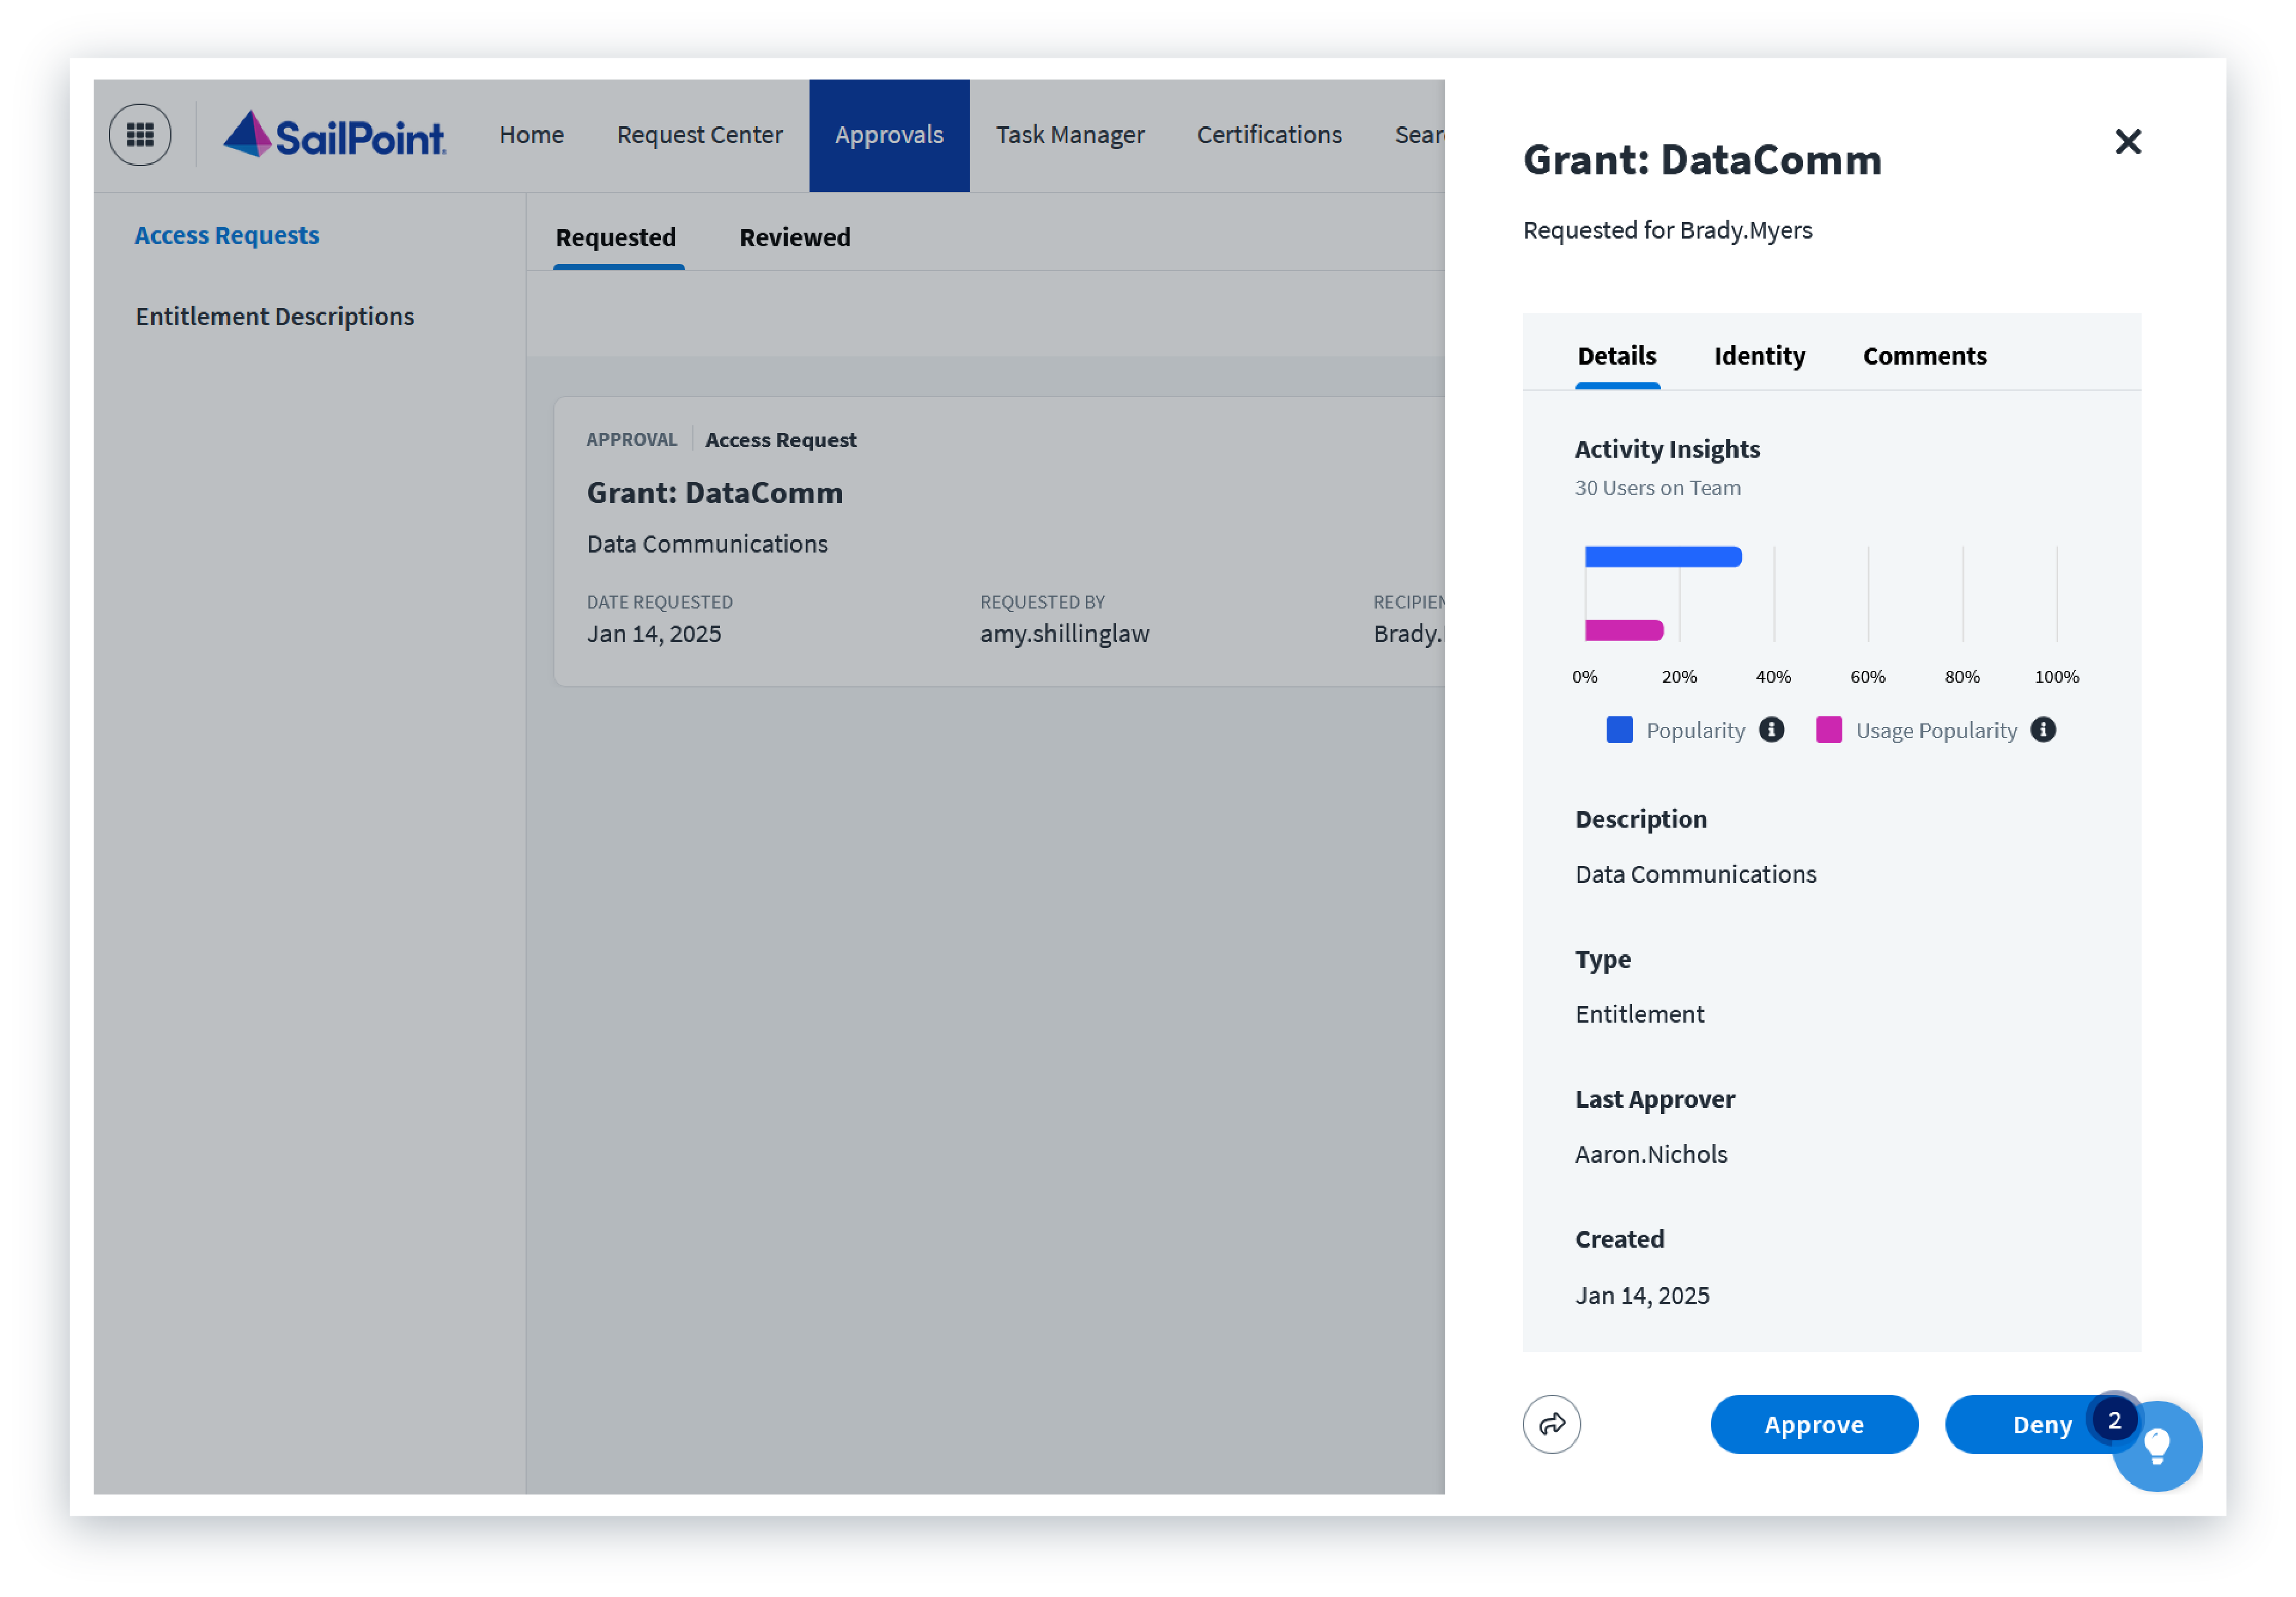 SailPoint
Home
Request Center
Approvals
Task Manager
Certifications
Access Requests
Entitlement Descriptions
Requested
Reviewed
APPROVAL
Access Request
Grant: DataComm
Data Communications
DATE REQUESTED
Jan 14, 2025
REQUESTED BY
amy.shillinglaw
Grant: DataComm
Requested for Brady.Myers
Details
Identity
Comments
Activity Insights
30 Users on Team
0% 20% 40% 60% 80% 100%
Popularity
Usage Popularity
Description
Data Communications
Type
Entitlement
Last Approver
Aaron.Nichols
Created
Jan 14, 2025
Approve
Deny
2